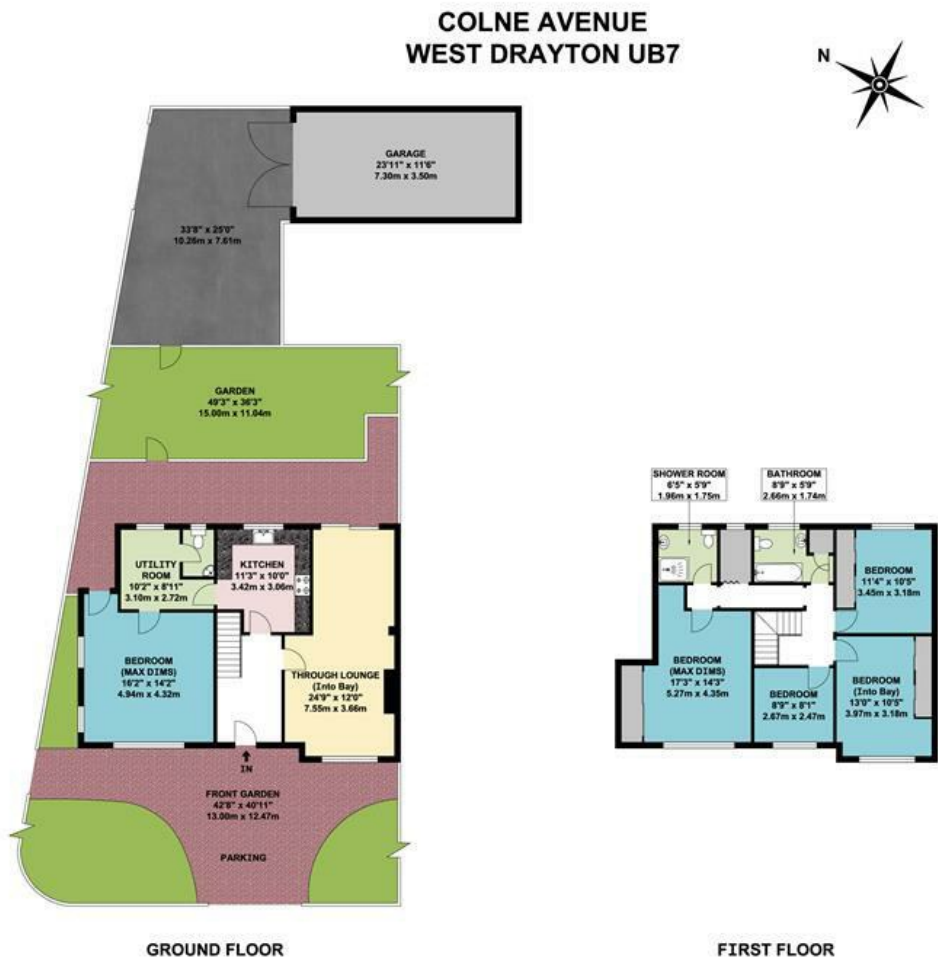 COLNE AVENUE
WEST DRAYTON UB7
N
GARAGE
23'11" x 11'6"
7.30m x 3.50m
33'8" x 25'0"
10.26m x 7.61m
GARDEN
49'3" x 36'3"
15.00m x 11.04m
UTILITY
ROOM
10'2" x 8'11"
3.10m x 2.72m
KITCHEN
11'3" x 10'0"
3.42m x 3.06m
BEDROOM
(MAX DIMS)
16'2" x 14'2"
4.94m x 4.32m
THROUGH LOUNGE
(Into Bay)
24'9" x 12'0"
7.55m x 3.66m
IN
FRONT GARDEN
42'8" x 40'11"
13.00m x 12.47m
PARKING
GROUND FLOOR
SHOWER ROOM
6'5" x 5'9"
1.96m x 1.75m
BATHROOM
8'9" x 5'9"
2.66m x 1.74m
BEDROOM
11'4" x 10'5"
3.45m x 3.18m
BEDROOM
(MAX DIMS)
17'3" x 14'3"
5.27m x 4.35m
BEDROOM
8'9" x 8'1"
2.67m x 2.47m
BEDROOM
(Into Bay)
13'0" x 10'5"
3.97m x 3.18m
FIRST FLOOR